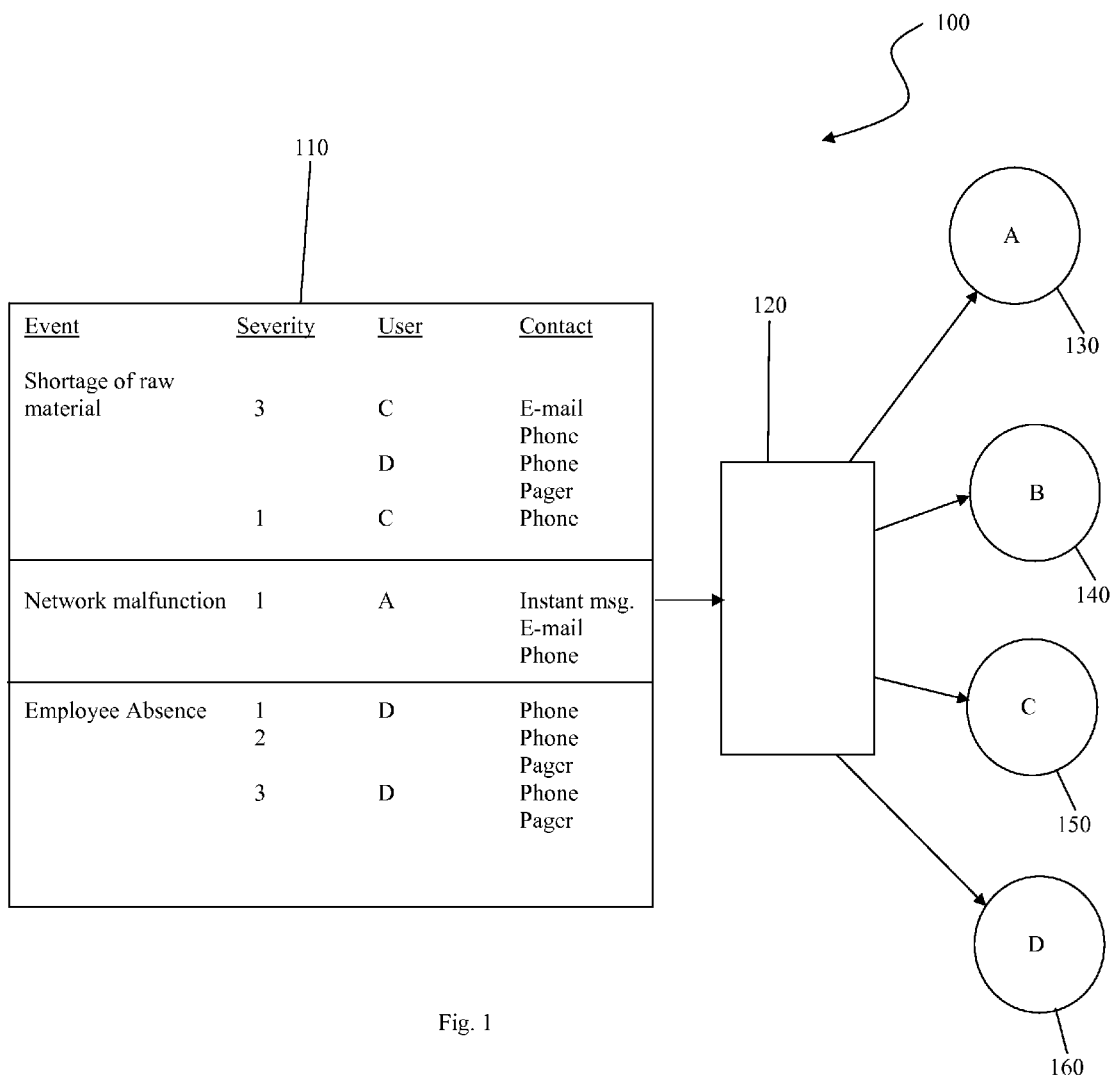 100
110
Event Severity User Contact
Shortage of raw
material 3 C E-mail
Phone
D Phone
Pager
1 C Phone
Network malfunction 1 A Instant msg.
E-mail
Phone
Employee Absence 1 D Phone
2 Phone
Pager
3 D Phone
Pager
120
A
130
B
140
C
150
D
160
Fig. 1